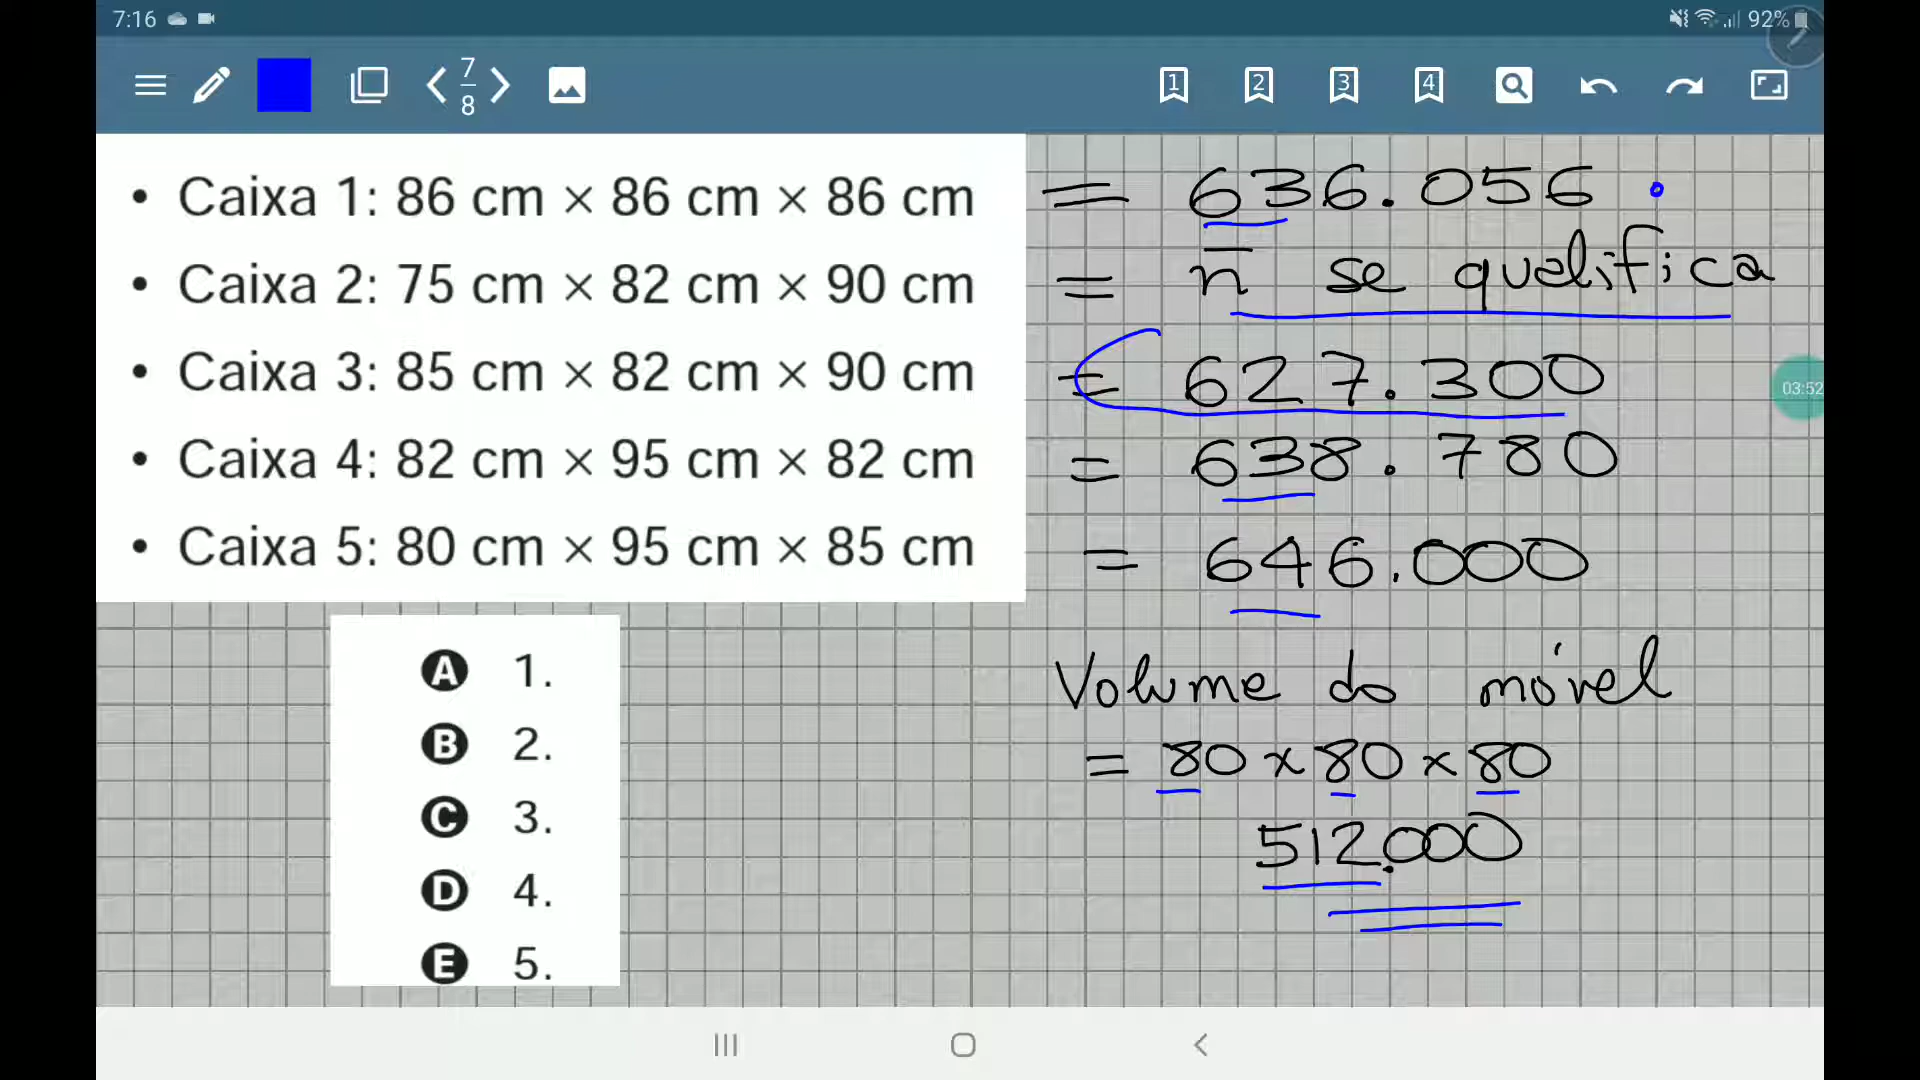 7:16
92%
7
8
1
2
3
4
• Caixa 1: 86 cm × 86 cm × 86 cm
= 636.056
• Caixa 2: 75 cm × 82 cm × 90 cm
= n̄ se qualifica
• Caixa 3: 85 cm × 82 cm × 90 cm
= 627.300
03:52
• Caixa 4: 82 cm × 95 cm × 82 cm
= 638.780
• Caixa 5: 80 cm × 95 cm × 85 cm
= 646.000
A 1.
B 2.
C 3.
D 4.
E 5.
Volume do móvel
= 80 x 80 x 80
512.000